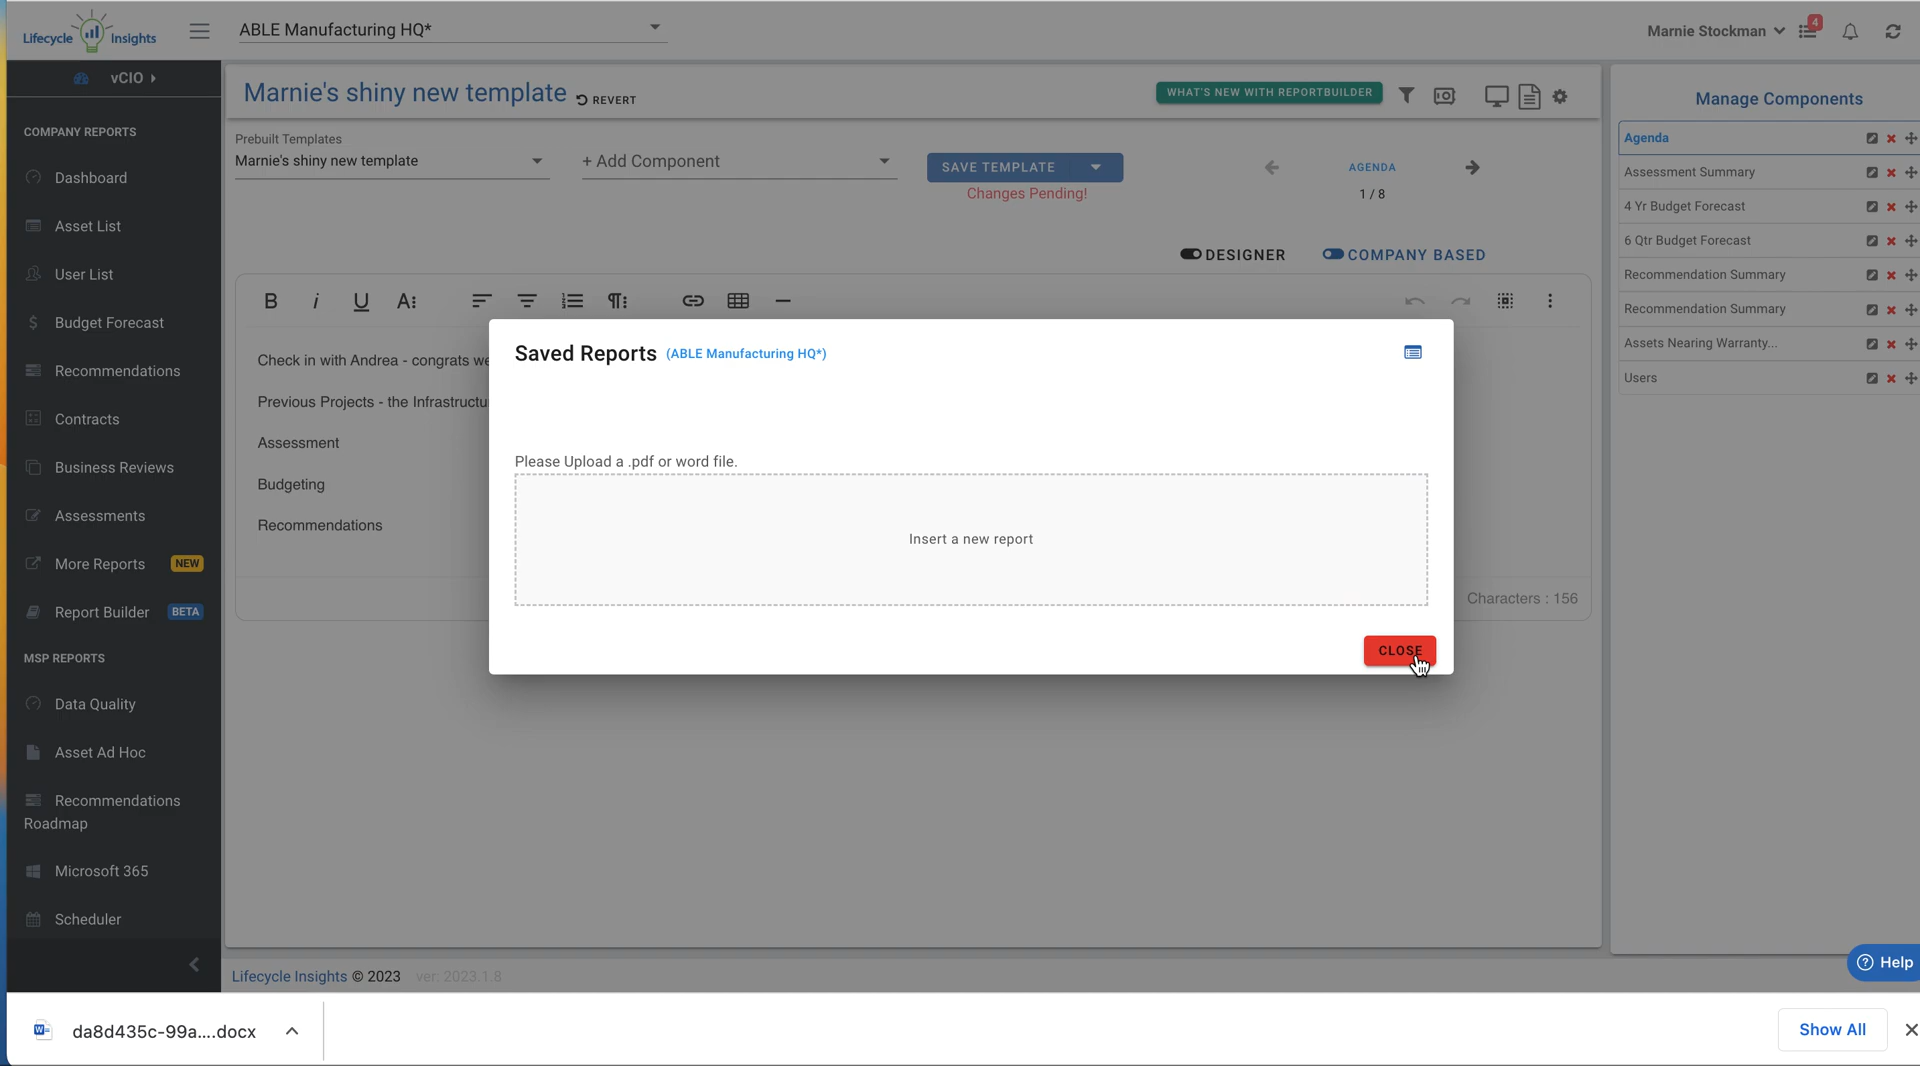 Lifecycle Insights
ABLE Manufacturing HQ*
Marnie Stockman
4
vCIO
COMPANY REPORTS
Dashboard
Asset List
User List
Budget Forecast
Recommendations
Contracts
Business Reviews
Assessments
More Reports NEW
Report Builder BETA
MSP REPORTS
Data Quality
Asset Ad Hoc
Recommendations
Roadmap
Microsoft 365
Scheduler
Marnie's shiny new template
REVERT
WHAT'S NEW WITH REPORTBUILDER
Prebuilt Templates
Marnie's shiny new template
+ Add Component
SAVE TEMPLATE
Changes Pending!
AGENDA
1 / 8
DESIGNER
COMPANY BASED
Check in with Andrea - congrats we
Previous Projects - the Infrastructu
Assessment
Budgeting
Recommendations
Characters : 156
Saved Reports (ABLE Manufacturing HQ*)
Please Upload a .pdf or word file.
Insert a new report
CLOSE
Manage Components
Agenda
Assessment Summary
4 Yr Budget Forecast
6 Qtr Budget Forecast
Recommendation Summary
Recommendation Summary
Assets Nearing Warranty...
Users
Help
Lifecycle Insights © 2023 ver: 2023.1.8
da8d435c-99a....docx
Show All